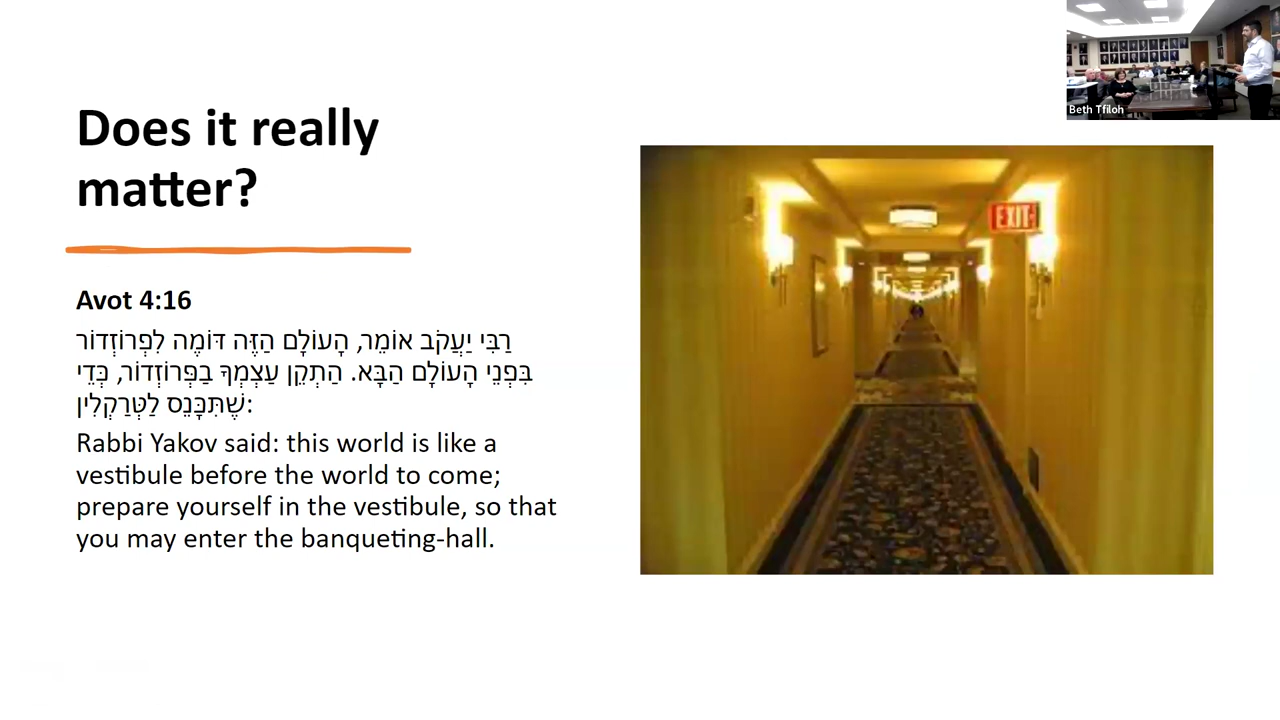 Does it really
matter?
Avot 4:16
רַבִּי יַעֲקֹב אוֹמֵר, הָעוֹלָם הַזֶּה דּוֹמֶה לִפְרוֹזְדוֹר
בִּפְנֵי הָעוֹלָם הַבָּא. הַתְקֵן עַצְמְךָ בַפְּרוֹזְדוֹר, כְּדֵי
שֶׁתִּכָּנֵס לַטְּרַקְלִין:
Rabbi Yakov said: this world is like a
vestibule before the world to come;
prepare yourself in the vestibule, so that
you may enter the banqueting-hall.
EXIT
Beth Tfiloh